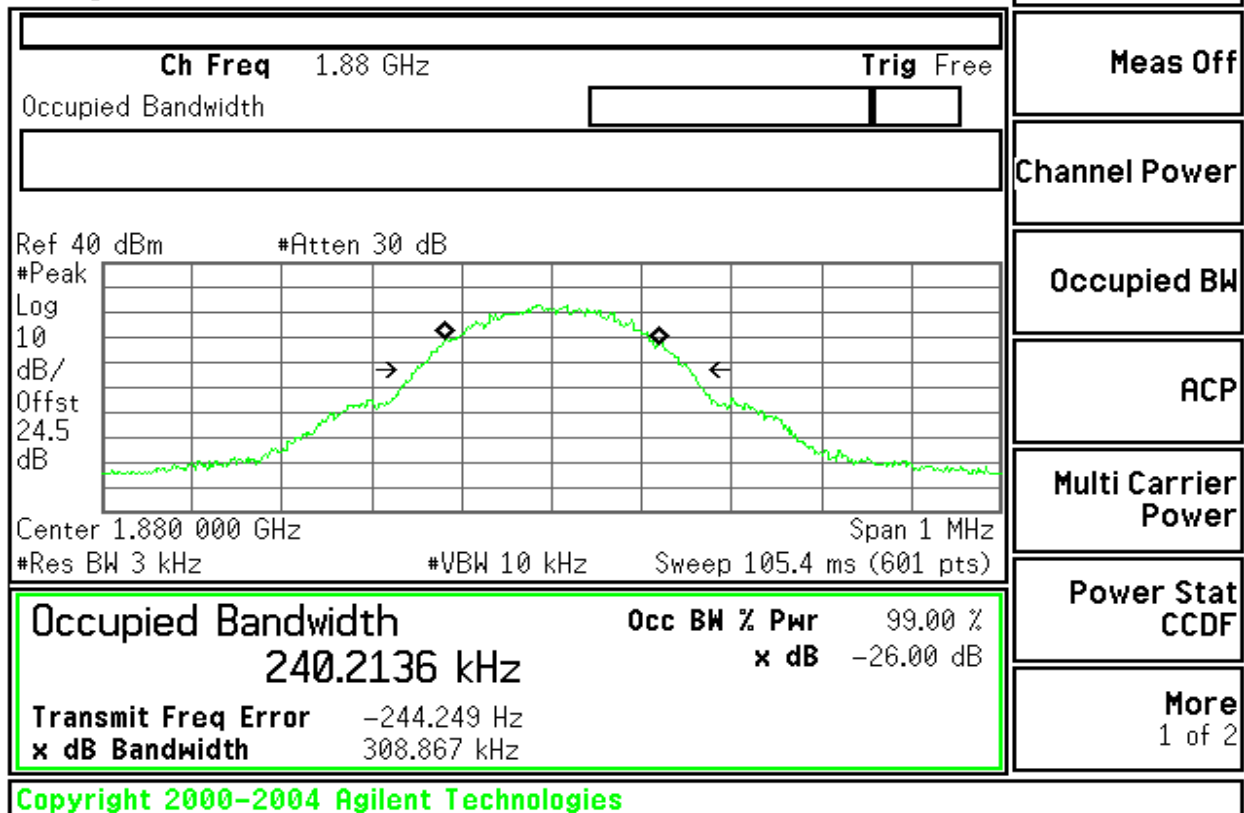 Ch Freq 1.88 GHz Trig Free
Occupied Bandwidth
Ref 40 dBm #Atten 30 dB
#Peak
Log
10
dB/
Offst
24.5
dB
Center 1.880 000 GHz Span 1 MHz
#Res BW 3 kHz #VBW 10 kHz Sweep 105.4 ms (601 pts)
Occupied Bandwidth
240.2136 kHz
Occ BW % Pwr 99.00 %
x dB -26.00 dB
Transmit Freq Error -244.249 Hz
x dB Bandwidth 308.867 kHz
Copyright 2000-2004 Agilent Technologies
Meas Off
Channel Power
Occupied BW
ACP
Multi Carrier
Power
Power Stat
CCDF
More
1 of 2